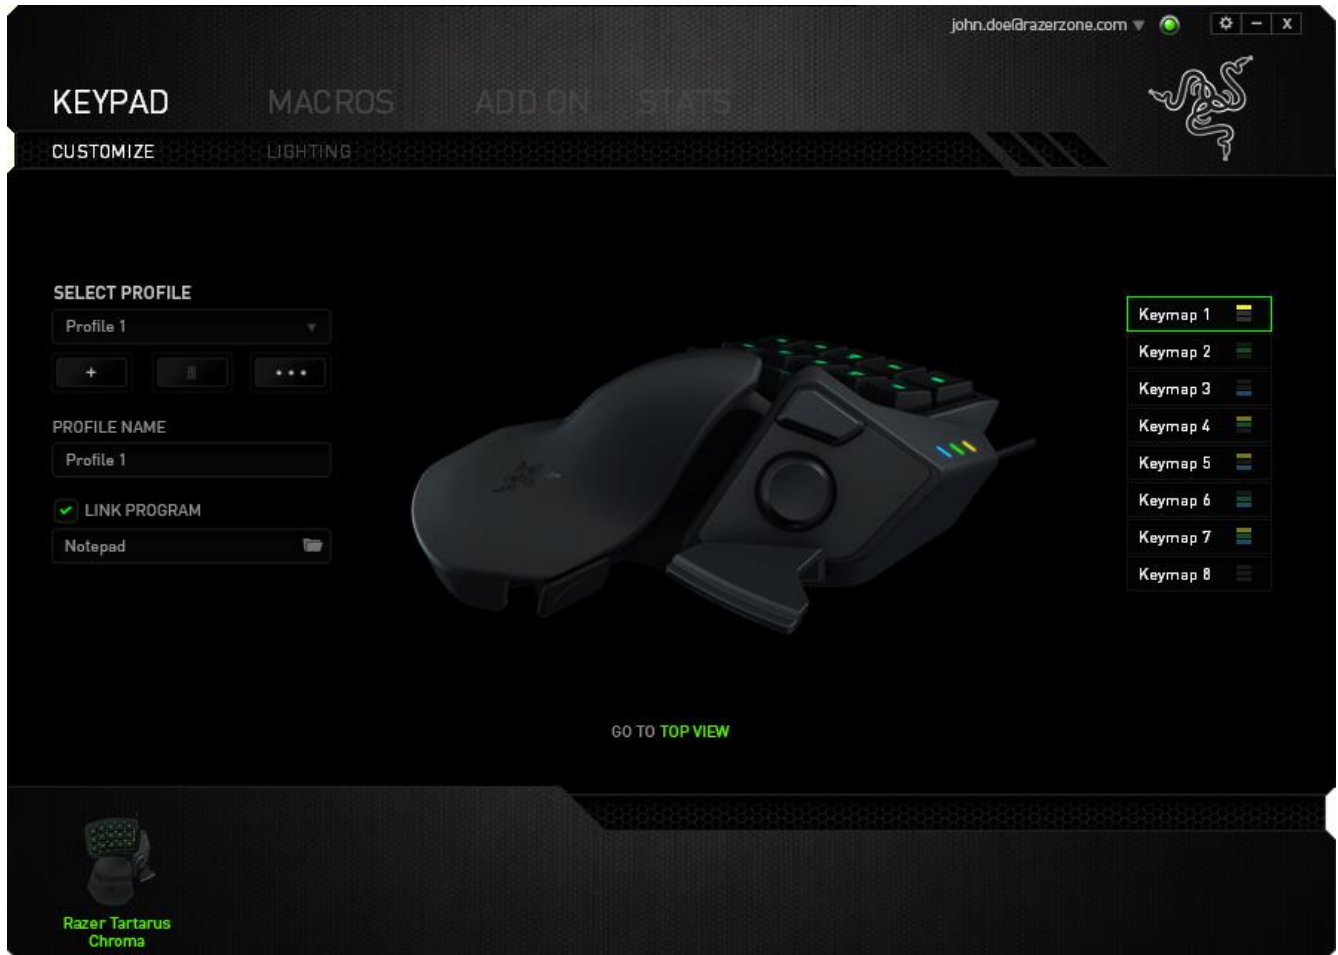 john.doe@razerzone.com
X
KEYPAD MACROS ADD ON STATS
CUSTOMIZE LIGHTING
SELECT PROFILE
Profile 1
+ •••
PROFILE NAME
Profile 1
LINK PROGRAM
Notepad
Keymap 1
Keymap 2
Keymap 3
Keymap 4
Keymap 5
Keymap 6
Keymap 7
Keymap 8
GO TO TOP VIEW
Razer Tartarus
Chroma